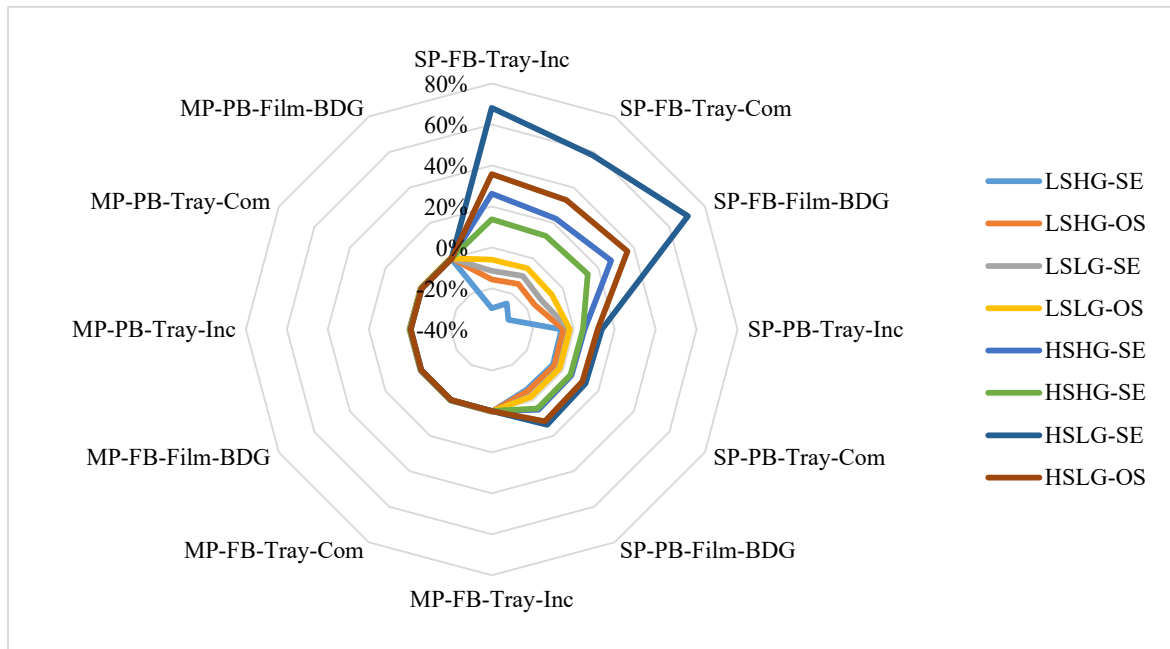 SP-FB-Tray-Inc
80%
MP-PB-Film-BDG
SP-FB-Tray-Com
60%
40%
MP-PB-Tray-Com
SP-FB-Film-BDG
20%
0%
-20%
MP-PB-Tray-Inc
-40%
SP-PB-Tray-Inc
MP-FB-Film-BDG
SP-PB-Tray-Com
MP-FB-Tray-Com
SP-PB-Film-BDG
MP-FB-Tray-Inc
LSHG-SE
LSHG-OS
LSLG-SE
LSLG-OS
HSHG-SE
HSHG-SE
HSLG-SE
HSLG-OS